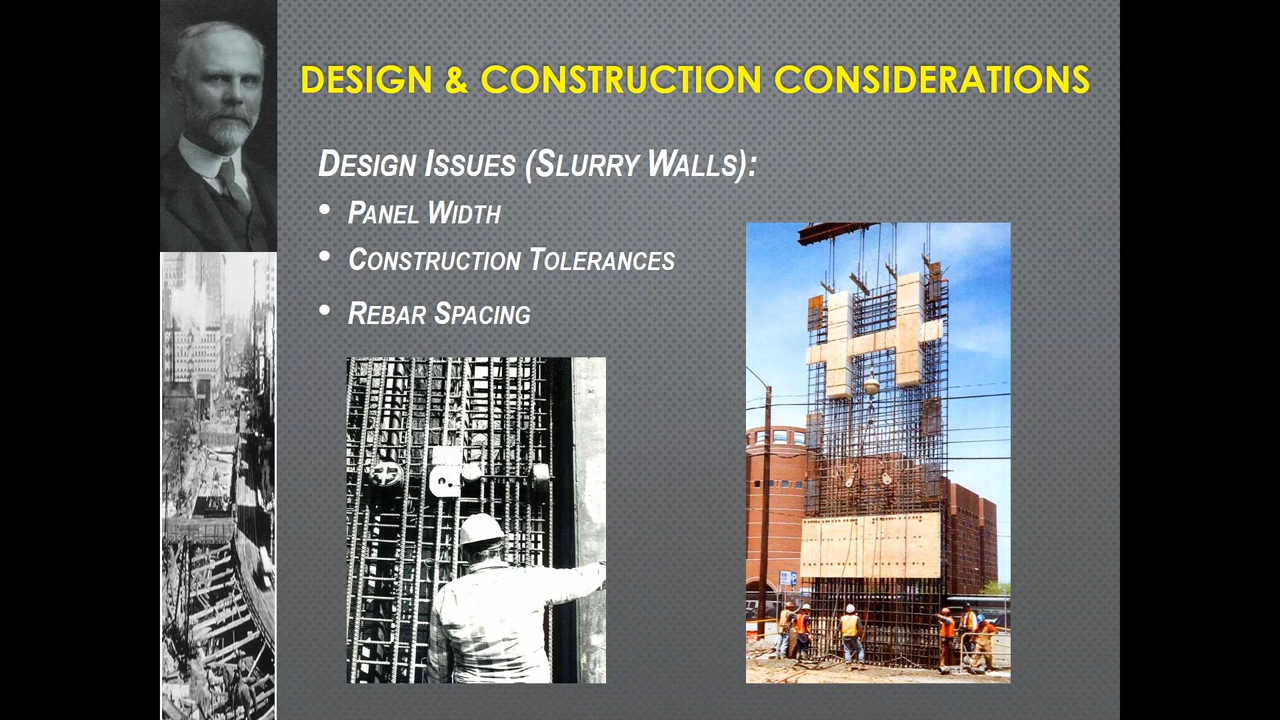 DESIGN & CONSTRUCTION CONSIDERATIONS
DESIGN ISSUES (SLURRY WALLS):
• PANEL WIDTH
• CONSTRUCTION TOLERANCES
• REBAR SPACING